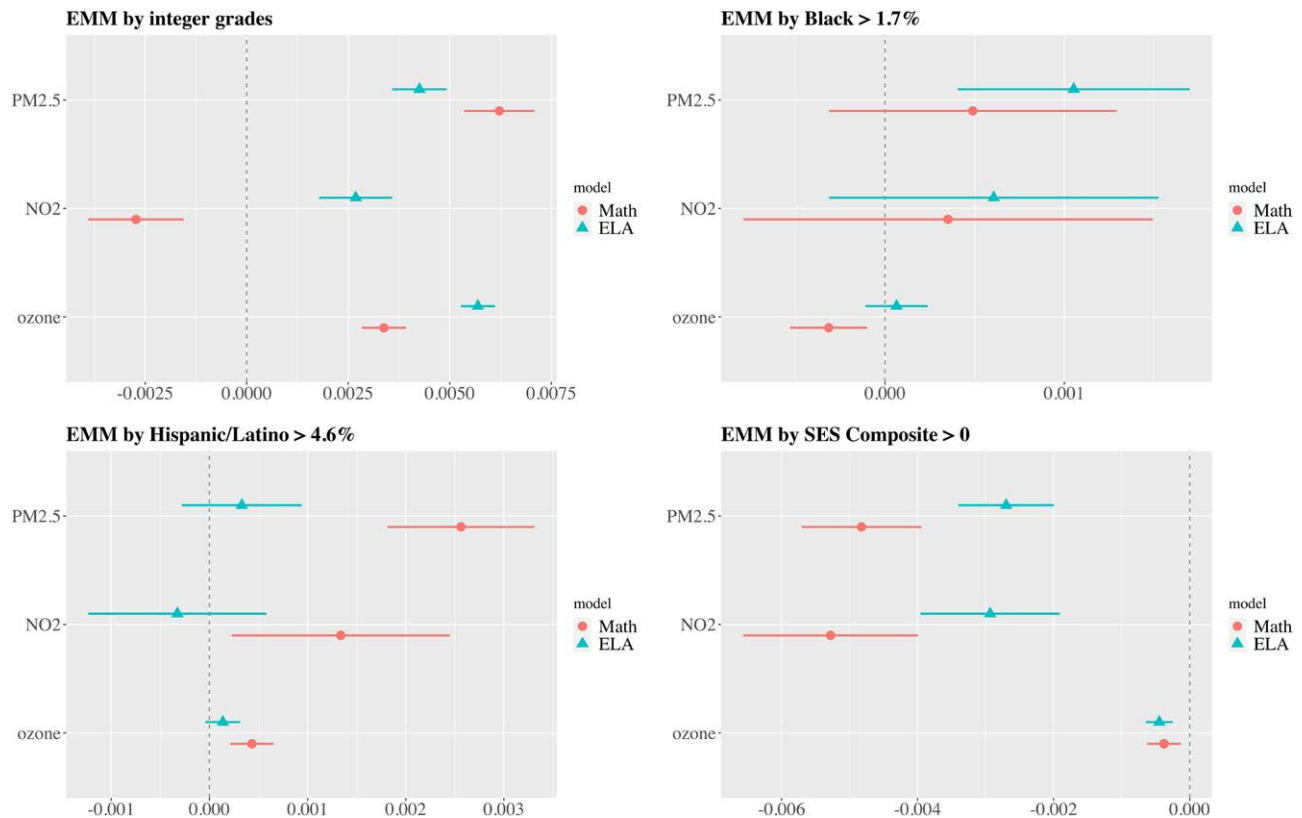 EMM by integer grades
PM2.5
NO2
ozone
-0.0025 0.0000 0.0025 0.0050 0.0075
model
Math
ELA
EMM by Black > 1.7%
PM2.5
NO2
ozone
0.000 0.001
model
Math
ELA
EMM by Hispanic/Latino > 4.6%
PM2.5
NO2
ozone
-0.001 0.000 0.001 0.002 0.003
model
Math
ELA
EMM by SES Composite > 0
PM2.5
NO2
ozone
-0.006 -0.004 -0.002 0.000
model
Math
ELA